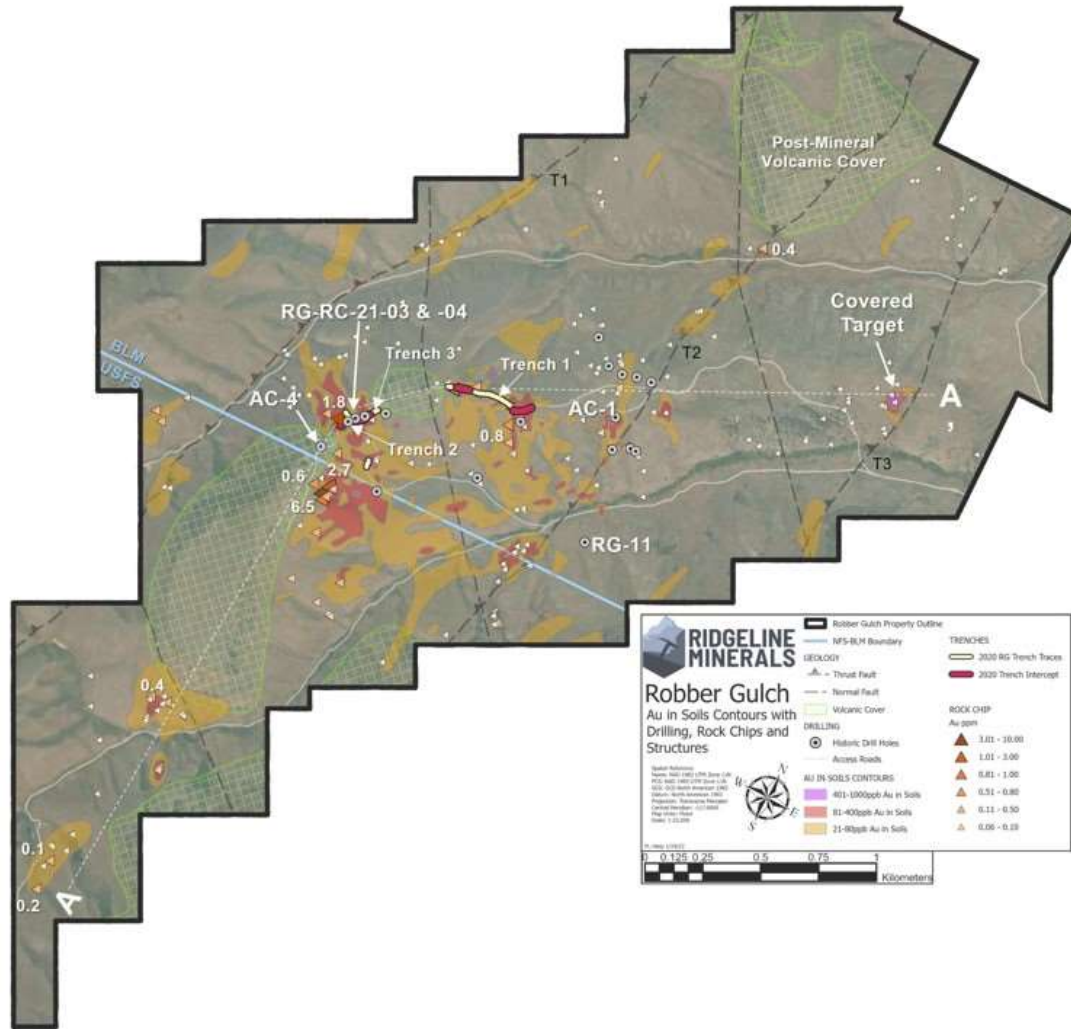 Post-Mineral
Volcanic Cover
T1
0.4
RG-RC-21-03 & -04
Covered
Target
Trench 3
Trench 1
T2
BLM
USFS
AC-4
1.8
AC-1
A
'
0.8
Trench 2
0.6
2.7
T3
6.5
RG-11
0.4
0.1
0.2
A
RIDGELINE
MINERALS
Robber Gulch
Au in Soils Contours with
Drilling, Rock Chips and
Structures
N
W
E
S
Robber Gulch Property Outline
NFS-BLM Boundary
GEOLOGY
Thrust Fault
Normal Fault
Volcanic Cover
DRILLING
Historic Drill Holes
Access Roads
AU IN SOILS CONTOURS
401-1000ppb Au in Soils
81-400ppb Au in Soils
21-80ppb Au in Soils
TRENCHES
2020 RG Trench Traces
2020 Trench Intercept
ROCK CHIP
Au ppm
3.01 - 10.00
1.01 - 3.00
0.81 - 1.00
0.51 - 0.80
0.11 - 0.50
0.06 - 0.10
0 0.125 0.25 0.5 0.75 1
Kilometers